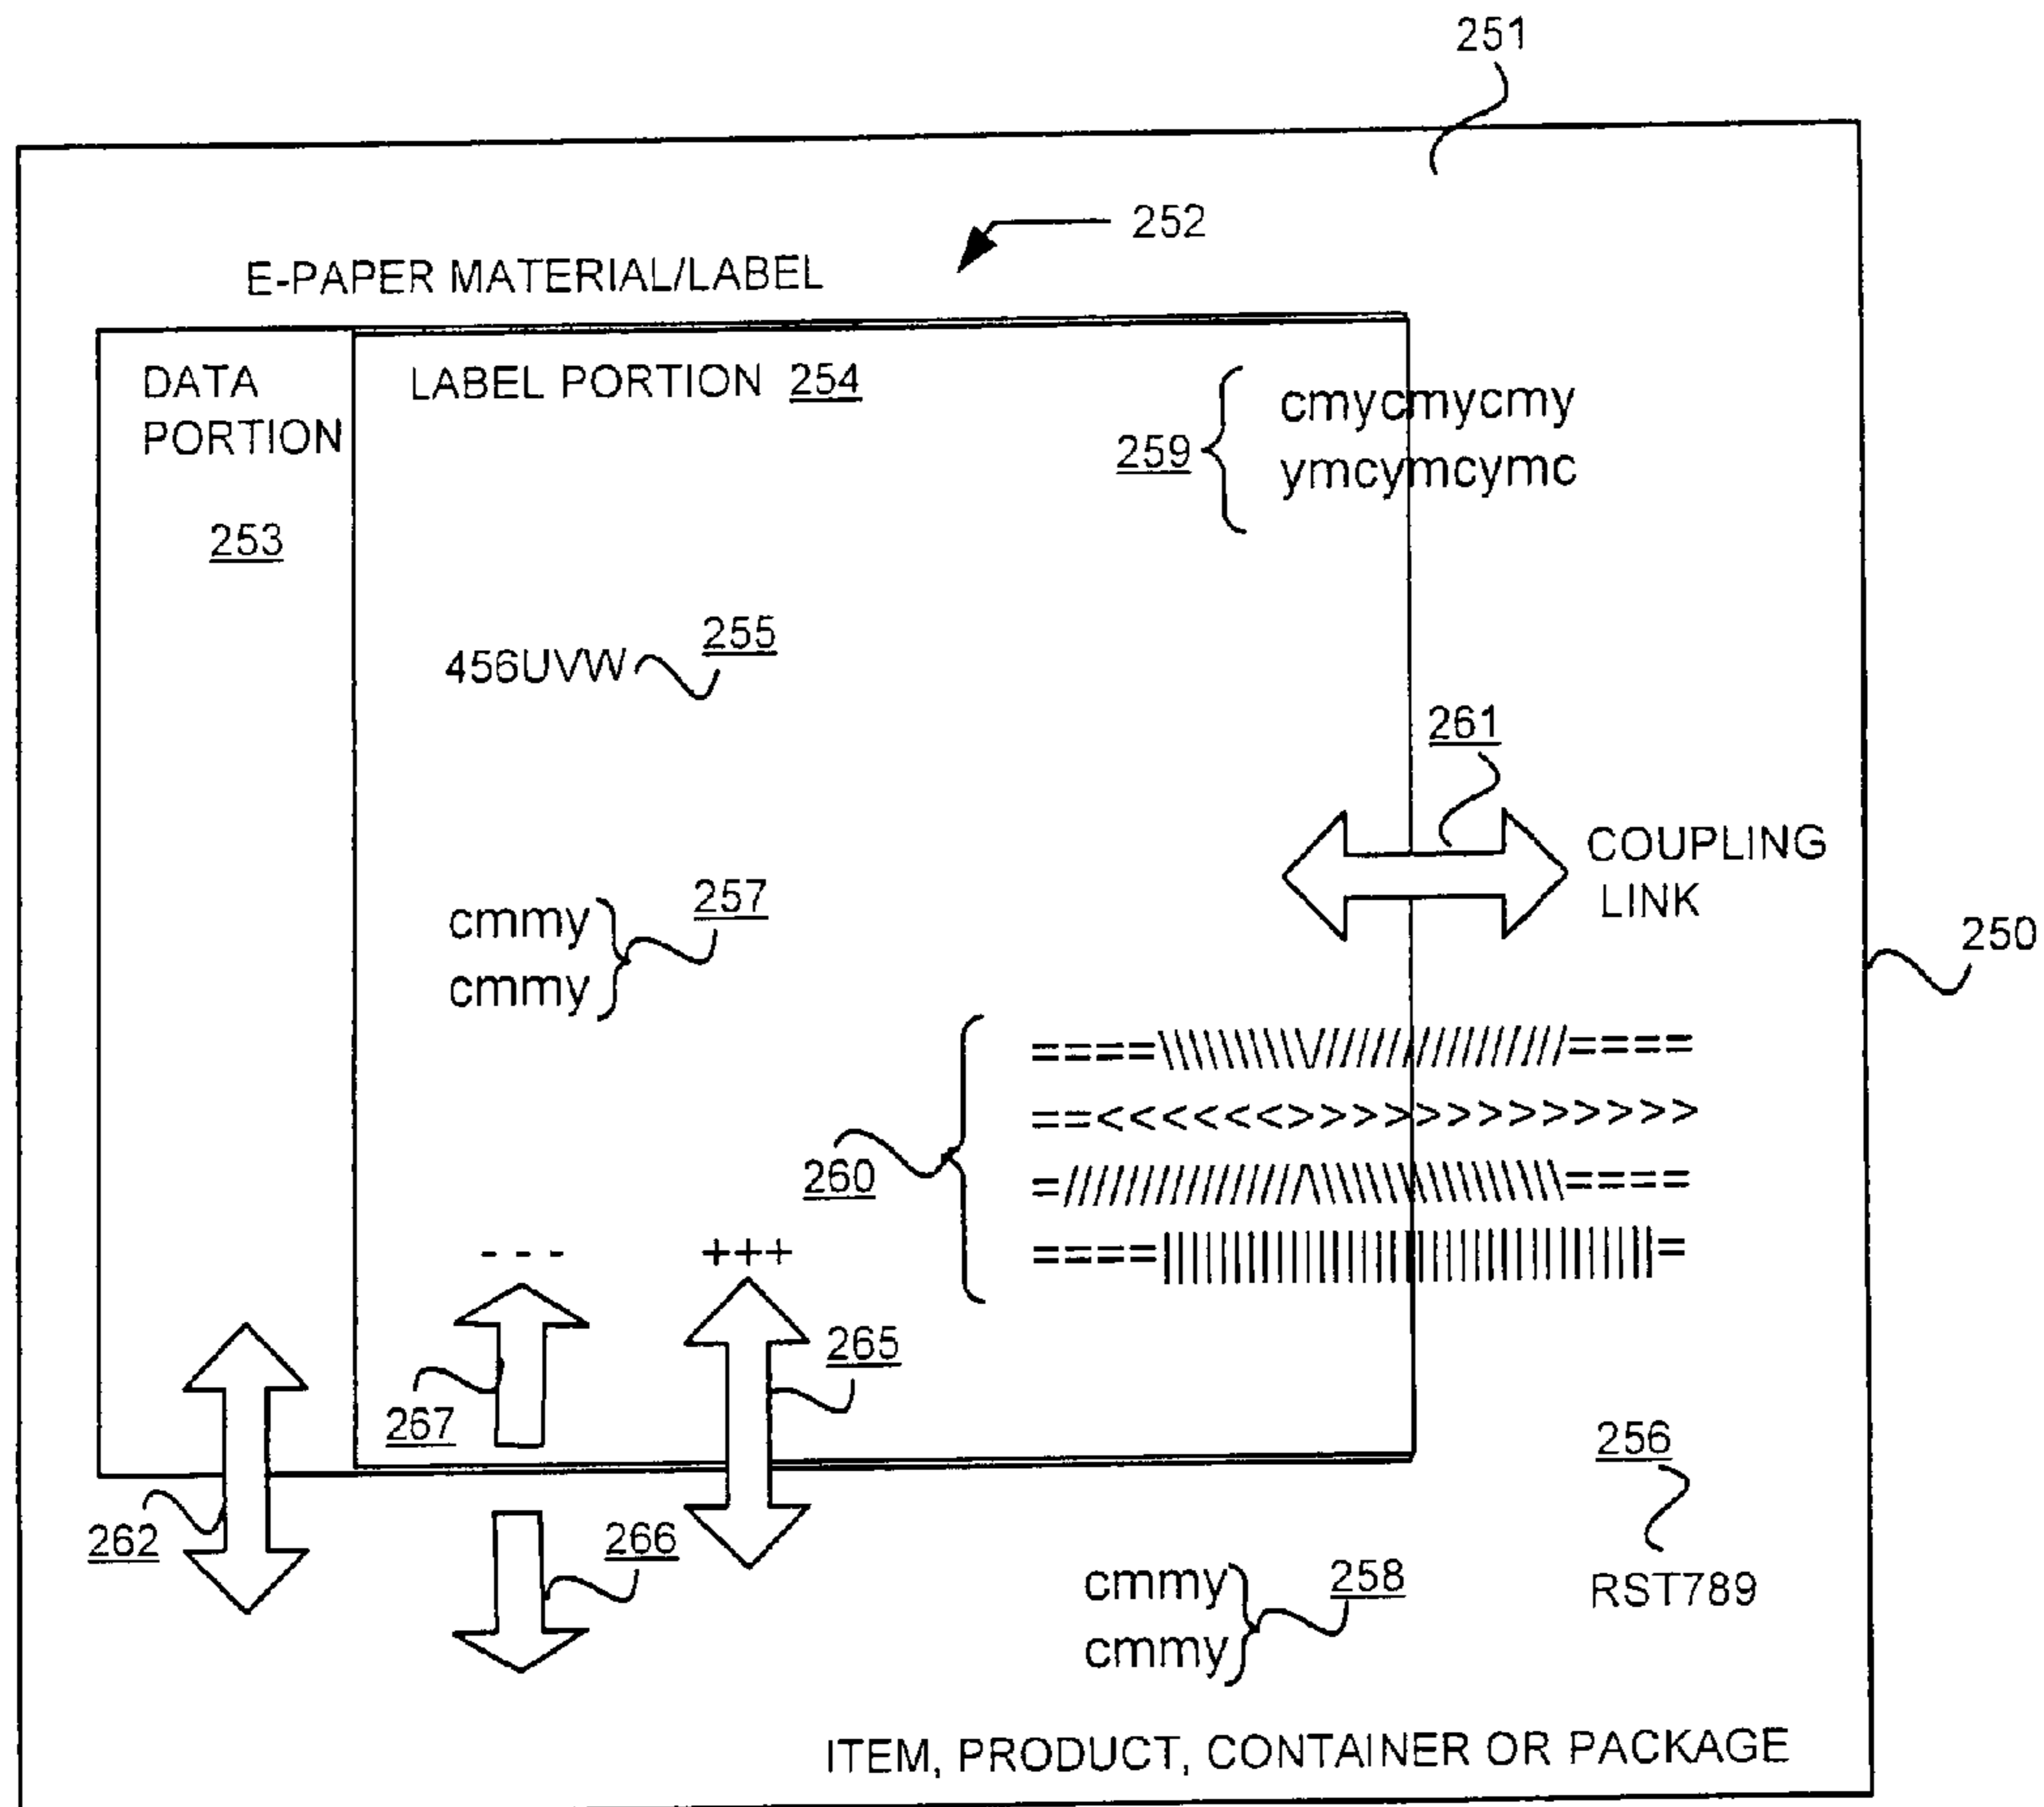 251
252
E-PAPER MATERIAL/LABEL
DATA
PORTION
253
LABEL PORTION 254
259
cmycmycmy
ymcymcymc
456UVW
255
261
COUPLING
LINK
250
cmmy
cmmy
257
260
====\\\\\\\\\\////////////////====
==<<<<<<>>>>>>>>>>>>>
=///////////////\\\\\\\\\\\\\\\\\====
====||||||||||||||||||||||||||||=
- - -
+++
267
265
262
266
256
RST789
cmmy
cmmy
258
ITEM, PRODUCT, CONTAINER OR PACKAGE